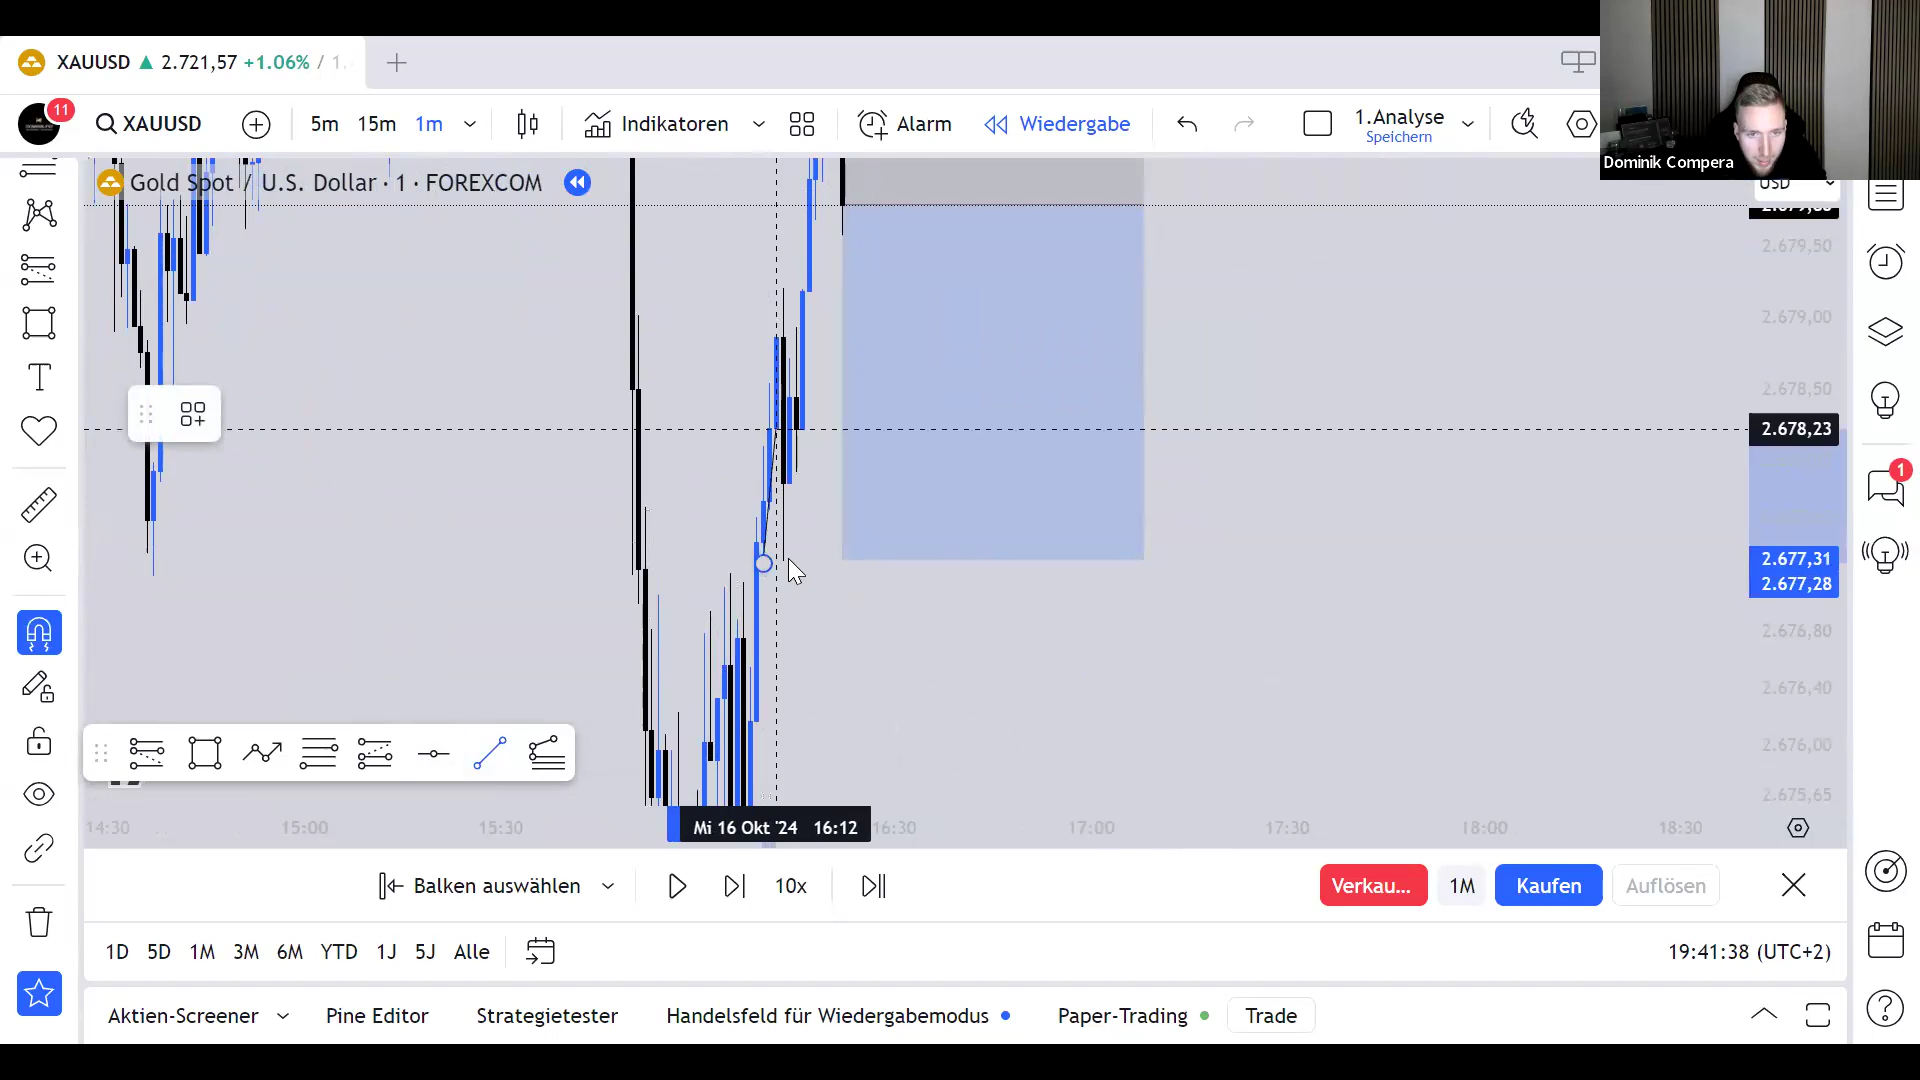 XAUUSD ▲ 2.721,57 +1.06% /
11
XAUUSD
5m 15m 1m
Indikatoren
Alarm
Wiedergabe
1.Analyse
Speichern
Dominik Compera
Gold Spot / U.S. Dollar · 1 · FOREXCOM
USD
2.679,50
2.679,00
2.678,50
2.678,23
1
2.677,31
2.677,28
2.676,80
2.676,40
2.676,00
2.675,65
14:30 15:00 15:30 Mi 16 Okt '24 16:12 16:30 17:00 17:30 18:00 18:30
Balken auswählen
10x
Verkau...
1M
Kaufen
Auflösen
1D 5D 1M 3M 6M YTD 1J 5J Alle
19:41:38 (UTC+2)
Aktien-Screener
Pine Editor
Strategietester
Handelsfeld für Wiedergabemodus
Paper-Trading
Trade